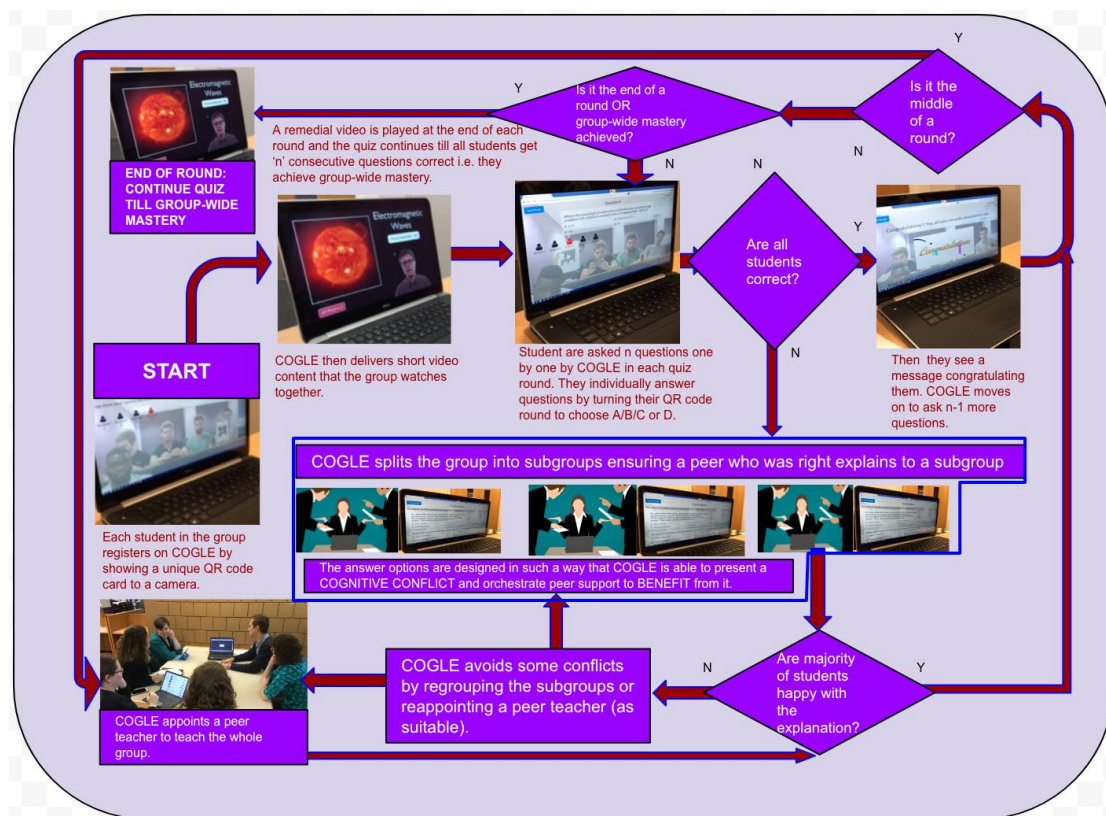 Y
Is it the
middle
of a
round?
N
Y
Is it the end of a
round OR
group-wide mastery
achieved?
N
Electromagnetic
Waves
END OF ROUND:
CONTINUE QUIZ
TILL GROUP-WIDE
MASTERY
A remedial video is played at the end of each
round and the quiz continues till all students get
'n' consecutive questions correct i.e. they
achieve group-wide mastery.
START
Each student in the group
registers on COGLE by
showing a unique QR code
card to a camera.
Electromagnetic
Waves
COGLE then delivers short video
content that the group watches
together.
Student are asked n questions one
by one by COGLE in each quiz
round. They individually answer
questions by turning their QR code
round to choose A/B/C or D.
N
Are all
students
correct?
Y
N
Congratulations
Then they see a
message congratulating
them. COGLE moves
on to ask n-1 more
questions.
COGLE splits the group into subgroups ensuring a peer who was right explains to a subgroup
The answer options are designed in such a way that COGLE is able to present a
COGNITIVE CONFLICT and orchestrate peer support to BENEFIT from it.
Are majority
of students
happy with
the
explanation?
N
Y
COGLE avoids some conflicts
by regrouping the subgroups or
reappointing a peer teacher (as
suitable).
COGLE appoints a peer
teacher to teach the whole
group.